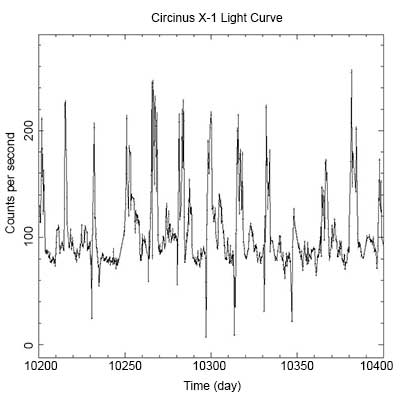 Circinus X-1 Light Curve
Counts per second
200
100
0
10200 10250 10300 10350 10400
Time (day)